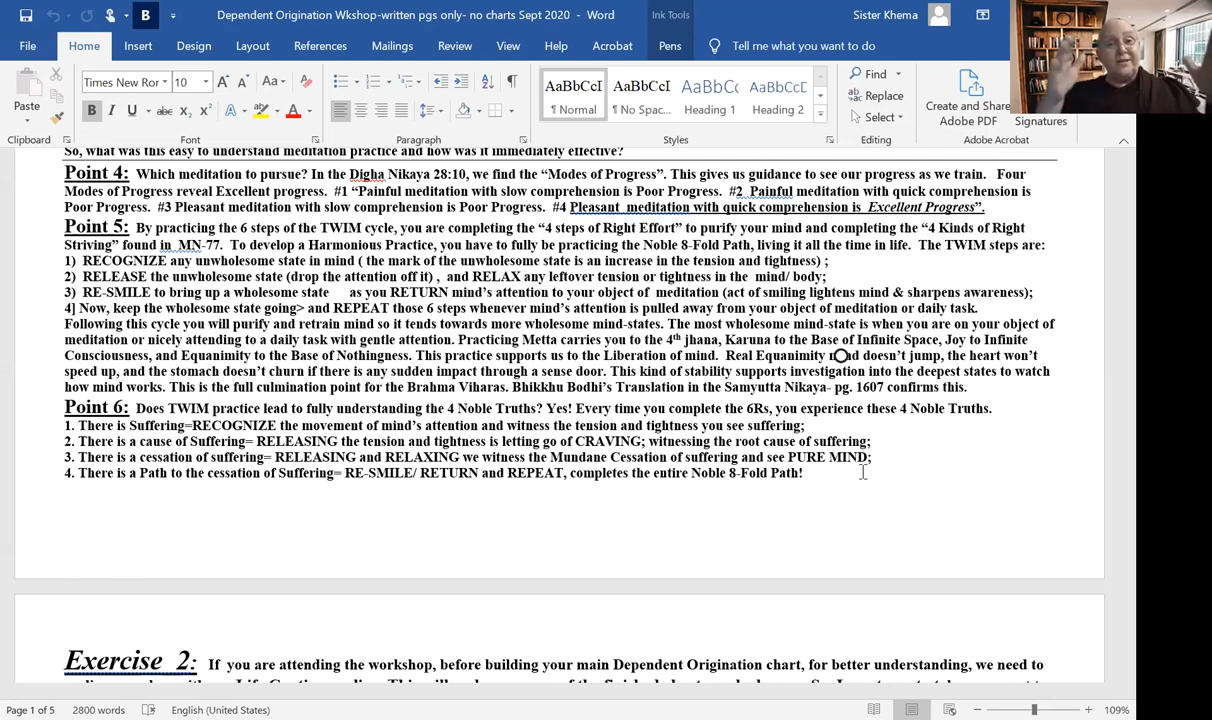 Dependent Origination Wkshop-written pgs only- no charts Sept 2020 - Word
Ink Tools
Sister Khema
File Home Insert Design Layout References Mailings Review View Help Acrobat Pens Tell me what you want to do
Paste
Clipboard
Times New Ror 10
Font
Paragraph
AaBbCcI AaBbCcI AaBbCc AaBbCcI
¶ Normal ¶ No Spac... Heading 1 Heading 2
Styles
Find
Replace
Select
Editing
Create and Share
Adobe PDF
Signatures
Adobe Acrobat
So, what was this easy to understand meditation practice and how was it immediately effective?
Point 4: Which meditation to pursue? In the Digha Nikaya 28:10, we find the “Modes of Progress”. This gives us guidance to see our progress as we train. Four
Modes of Progress reveal Excellent progress. #1 “Painful meditation with slow comprehension is Poor Progress. #2 Painful meditation with quick comprehension is
Poor Progress. #3 Pleasant meditation with slow comprehension is Poor Progress. #4 Pleasant meditation with quick comprehension is Excellent Progress”.
Point 5: By practicing the 6 steps of the TWIM cycle, you are completing the “4 steps of Right Effort” to purify your mind and completing the “4 Kinds of Right
Striving” found in MN-77. To develop a Harmonious Practice, you have to fully be practicing the Noble 8-Fold Path, living it all the time in life. The TWIM steps are:
1) RECOGNIZE any unwholesome state in mind ( the mark of the unwholesome state is an increase in the tension and tightness) ;
2) RELEASE the unwholesome state (drop the attention off it) , and RELAX any leftover tension or tightness in the mind/ body;
3) RE-SMILE to bring up a wholesome state as you RETURN mind’s attention to your object of meditation (act of smiling lightens mind & sharpens awareness);
4] Now, keep the wholesome state going> and REPEAT those 6 steps whenever mind’s attention is pulled away from your object of meditation or daily task.
Following this cycle you will purify and retrain mind so it tends towards more wholesome mind-states. The most wholesome mind-state is when you are on your object of
meditation or nicely attending to a daily task with gentle attention. Practicing Metta carries you to the 4th jhana, Karuna to the Base of Infinite Space, Joy to Infinite
Consciousness, and Equanimity to the Base of Nothingness. This practice supports us to the Liberation of mind. Real Equanimity mind doesn’t jump, the heart won’t
speed up, and the stomach doesn’t churn if there is any sudden impact through a sense door. This kind of stability supports investigation into the deepest states to watch
how mind works. This is the full culmination point for the Brahma Viharas. Bhikkhu Bodhi’s Translation in the Samyutta Nikaya- pg. 1607 confirms this.
Point 6: Does TWIM practice lead to fully understanding the 4 Noble Truths? Yes! Every time you complete the 6Rs, you experience these 4 Noble Truths.
1. There is Suffering=RECOGNIZE the movement of mind’s attention and witness the tension and tightness you see suffering;
2. There is a cause of Suffering= RELEASING the tension and tightness is letting go of CRAVING; witnessing the root cause of suffering;
3. There is a cessation of suffering= RELEASING and RELAXING we witness the Mundane Cessation of suffering and see PURE MIND;
4. There is a Path to the cessation of Suffering= RE-SMILE/ RETURN and REPEAT, completes the entire Noble 8-Fold Path!
Exercise 2: If you are attending the workshop, before building your main Dependent Origination chart, for better understanding, we need to
Page 1 of 5 2800 words English (United States) 109%